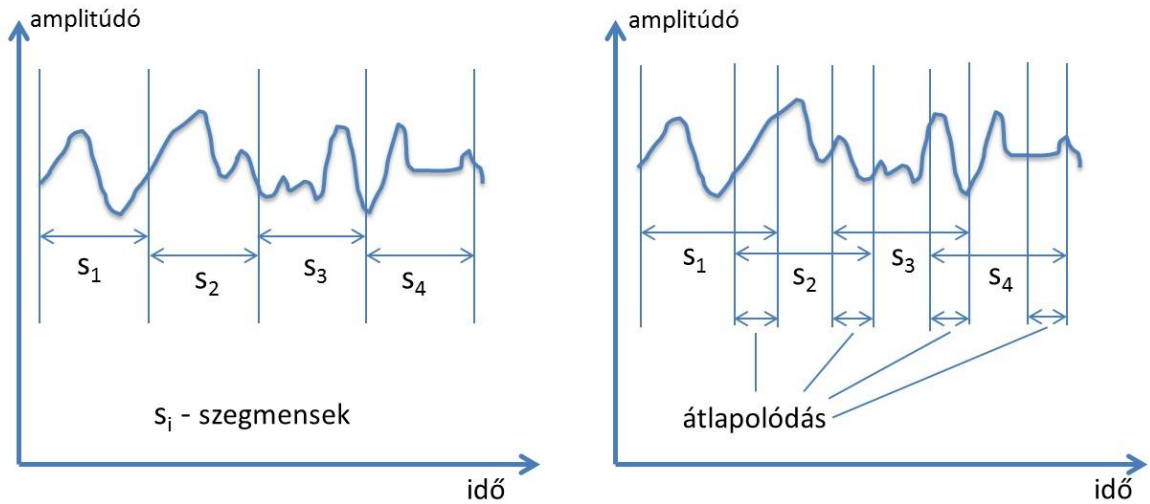 amplitúdó
s1
s2
s3
s4
si - szegmensek
idő
amplitúdó
s1
s2
s3
s4
átlapolódás
idő